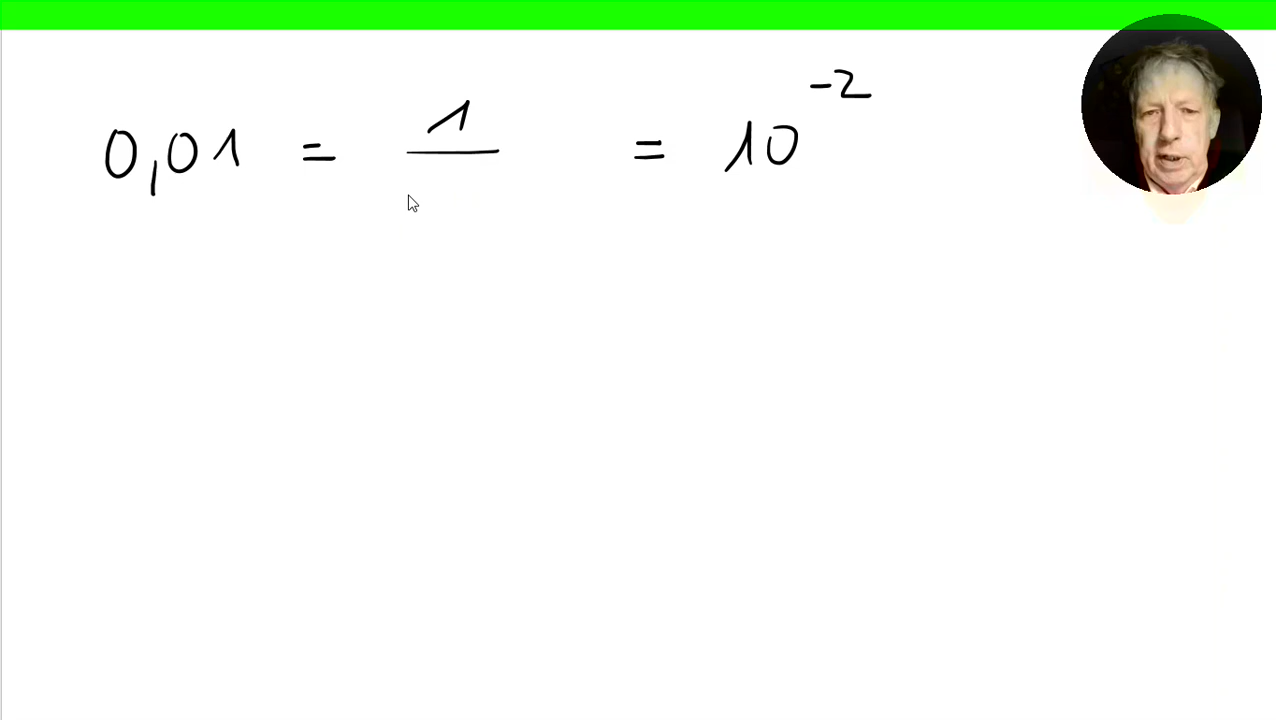 0,01 = 1/ = 10^-2